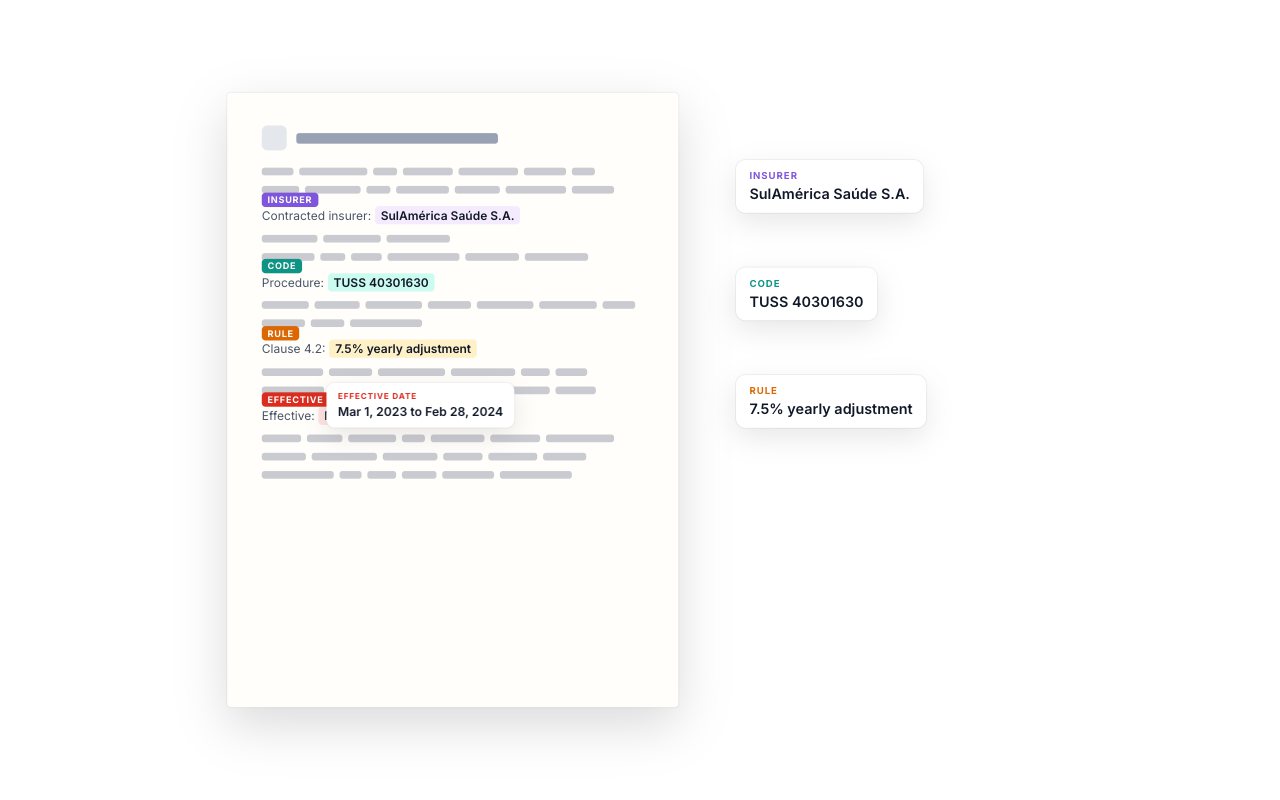 INSURER
Contracted insurer: SulAmérica Saúde S.A.
CODE
Procedure: TUSS 40301630
RULE
Clause 4.2: 7.5% yearly adjustment
EFFECTIVE
Effective:
EFFECTIVE DATE
Mar 1, 2023 to Feb 28, 2024
INSURER
SulAmérica Saúde S.A.
CODE
TUSS 40301630
RULE
7.5% yearly adjustment